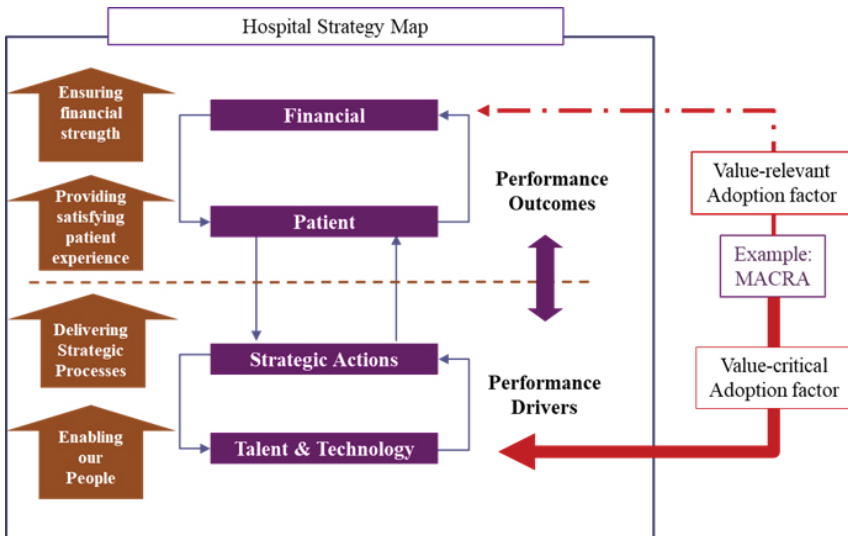 Hospital Strategy Map
Ensuring
financial
strength
Financial
Providing
satisfying
patient
experience
Patient
Performance
Outcomes
Value-relevant
Adoption factor
Example:
MACRA
Delivering
Strategic
Processes
Strategic Actions
Performance
Drivers
Value-critical
Adoption factor
Enabling
our
People
Talent & Technology